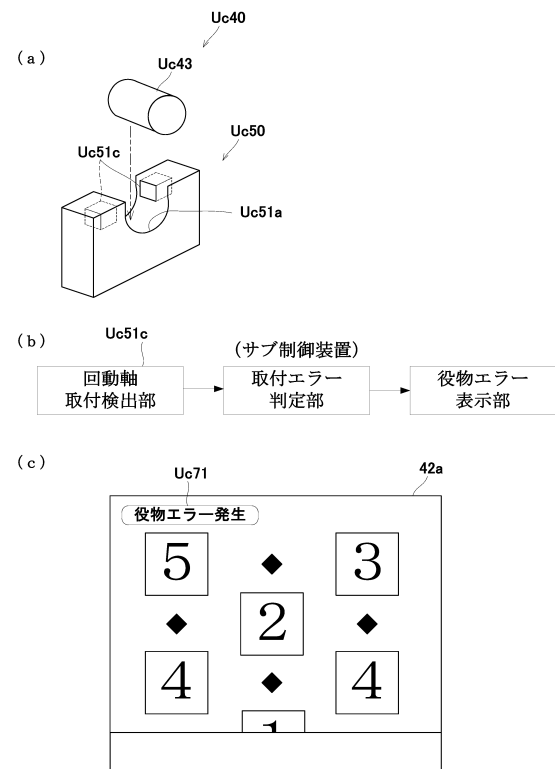 Uc40
(a)
Uc43
Uc50
Uc51c
Uc51a
Uc51c
(b)
(サブ制御装置)
回動軸
取付検出部
取付エラー
判定部
役物エラー
表示部
(c)
Uc71
42a
役物エラー発生
5
3
2
4
4
1